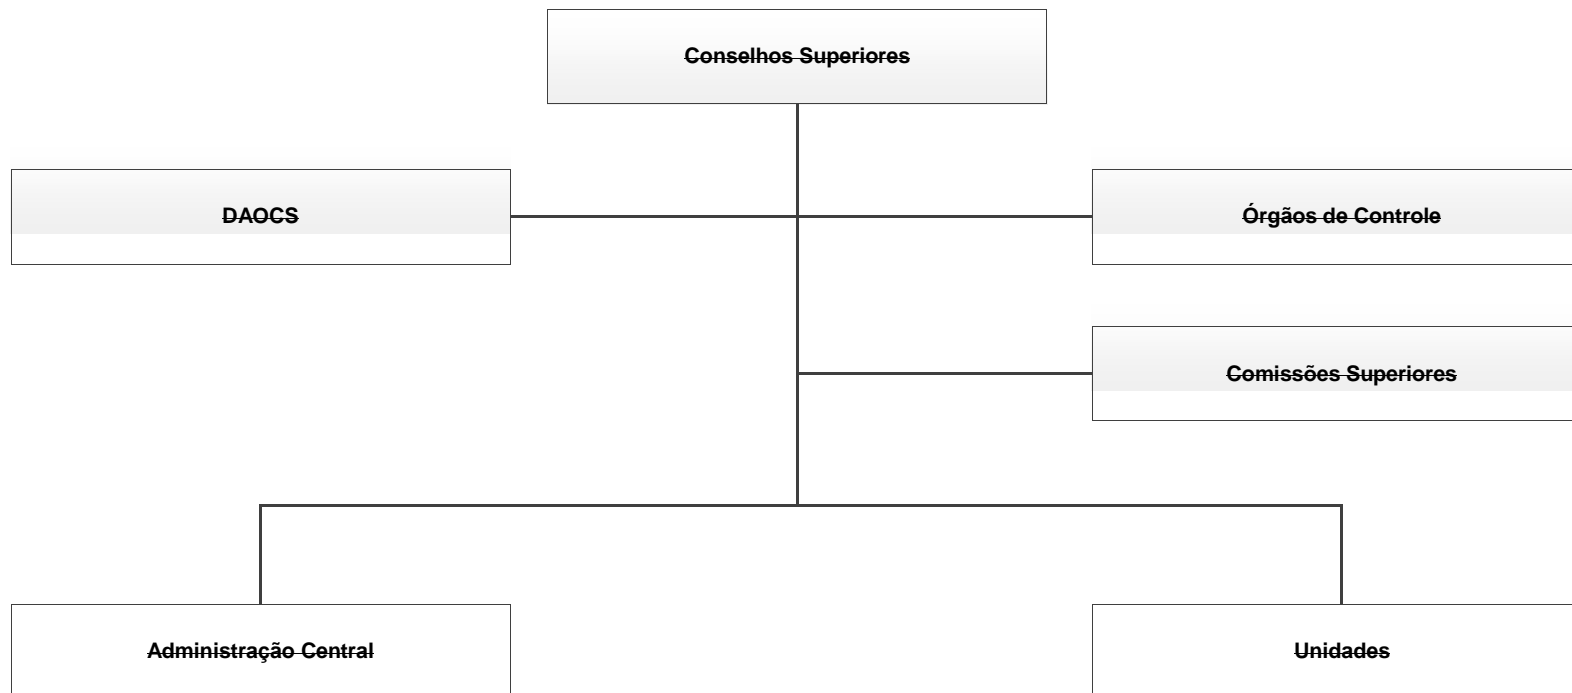 Conselhos Superiores
DAOCS
Órgãos de Controle
Comissões Superiores
Administração Central
Unidades